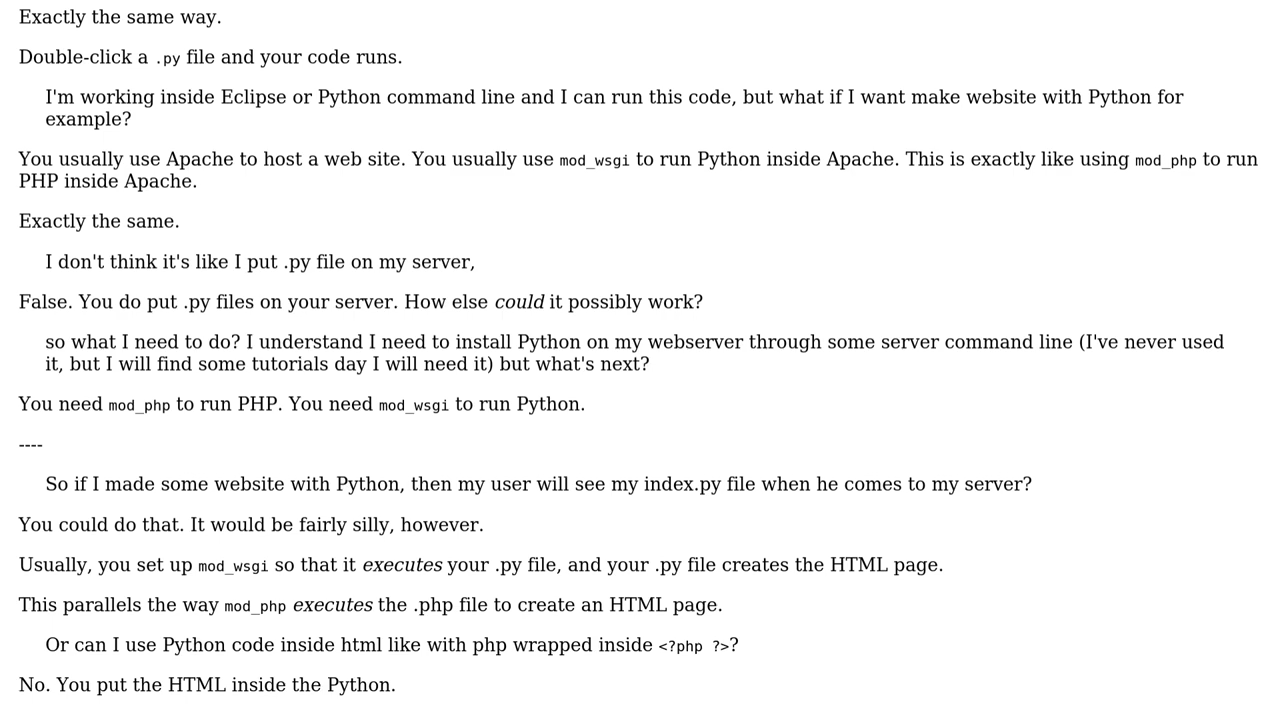 Exactly the same way.
Double-click a .py file and your code runs.
I'm working inside Eclipse or Python command line and I can run this code, but what if I want make website with Python for
example?
You usually use Apache to host a web site. You usually use mod_wsgi to run Python inside Apache. This is exactly like using mod_php to run
PHP inside Apache.
Exactly the same.
I don't think it's like I put .py file on my server,
False. You do put .py files on your server. How else could it possibly work?
so what I need to do? I understand I need to install Python on my webserver through some server command line (I've never used
it, but I will find some tutorials day I will need it) but what's next?
You need mod_php to run PHP. You need mod_wsgi to run Python.
----
So if I made some website with Python, then my user will see my index.py file when he comes to my server?
You could do that. It would be fairly silly, however.
Usually, you set up mod_wsgi so that it executes your .py file, and your .py file creates the HTML page.
This parallels the way mod_php executes the .php file to create an HTML page.
Or can I use Python code inside html like with php wrapped inside <?php ?>?
No. You put the HTML inside the Python.